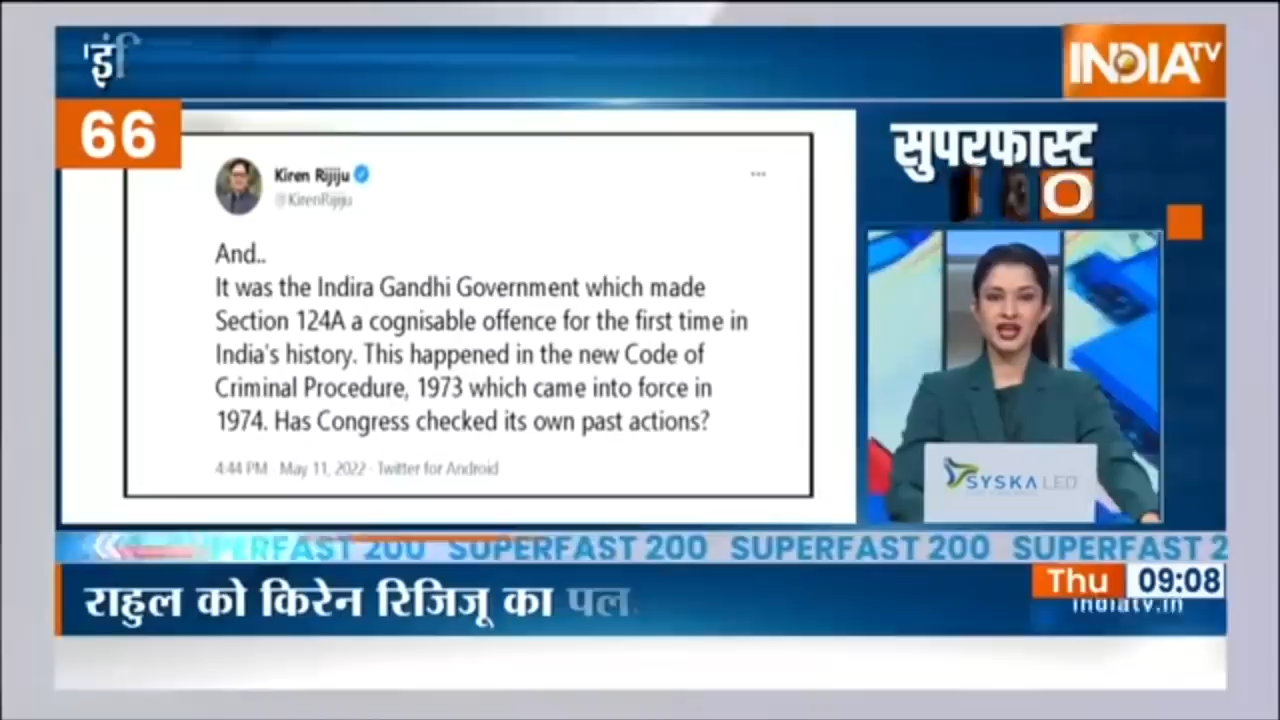 'इं
INDIA TV
66
सुपरफास्ट
Kiren Rijiju
@KirenRijiju
And..
It was the Indira Gandhi Government which made
Section 124A a cognisable offence for the first time in
India's history. This happened in the new Code of
Criminal Procedure, 1973 which came into force in
1974. Has Congress checked its own past actions?
4:44 PM · May 11, 2022 · Twitter for Android
SYSKA LED
SUPERFAST 200 SUPERFAST 200 SUPERFAST
राहुल को किरेन रिजिजू का पल
Thu 09:08
indiatv.in